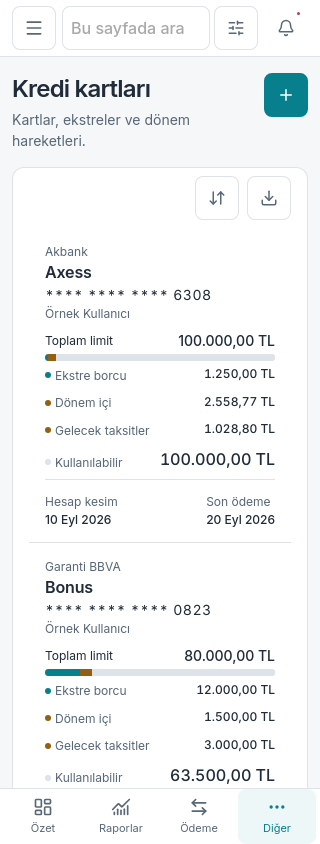 Bu sayfada ara
Kredi kartları
Kartlar, ekstreler ve dönem
hareketleri.
Akbank
Axess
**** **** **** 6308
Örnek Kullanıcı
Toplam limit 100.000,00 TL
Ekstre borcu 1.250,00 TL
Dönem içi 2.558,77 TL
Gelecek taksitler 1.028,80 TL
Kullanılabilir 100.000,00 TL
Hesap kesim Son ödeme
10 Eyl 2026 20 Eyl 2026
Garanti BBVA
Bonus
**** **** **** 0823
Örnek Kullanıcı
Toplam limit 80.000,00 TL
Ekstre borcu 12.000,00 TL
Dönem içi 1.500,00 TL
Gelecek taksitler 3.000,00 TL
Kullanılabilir 63.500,00 TL
Özet Raporlar Ödeme Diğer